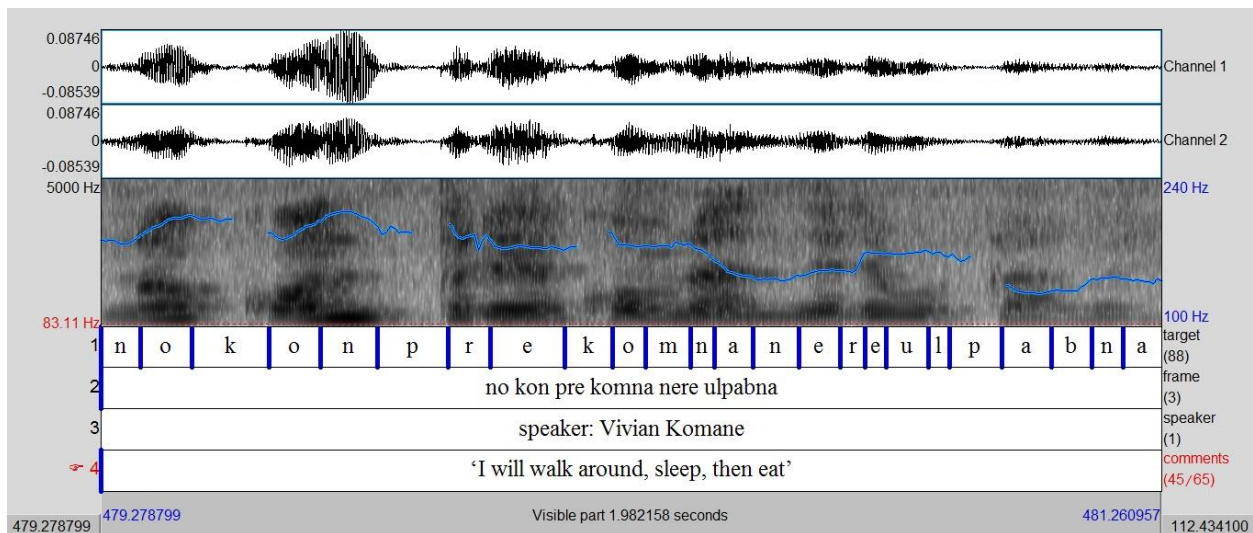 0.08746
0
-0.08539
Channel 1
0.08746
0
-0.08539
Channel 2
5000 Hz
240 Hz
83.11 Hz
100 Hz
1 n o k o n p r e k o m n a n e r e u l p a b n a target (88)
2 no kon pre komna nere ulpabna frame (3)
3 speaker: Vivian Komane speaker (1)
☞ 4 ‘I will walk around, sleep, then eat’ comments (45/65)
479.278799 Visible part 1.982158 seconds 481.260957
479.278799 112.434100